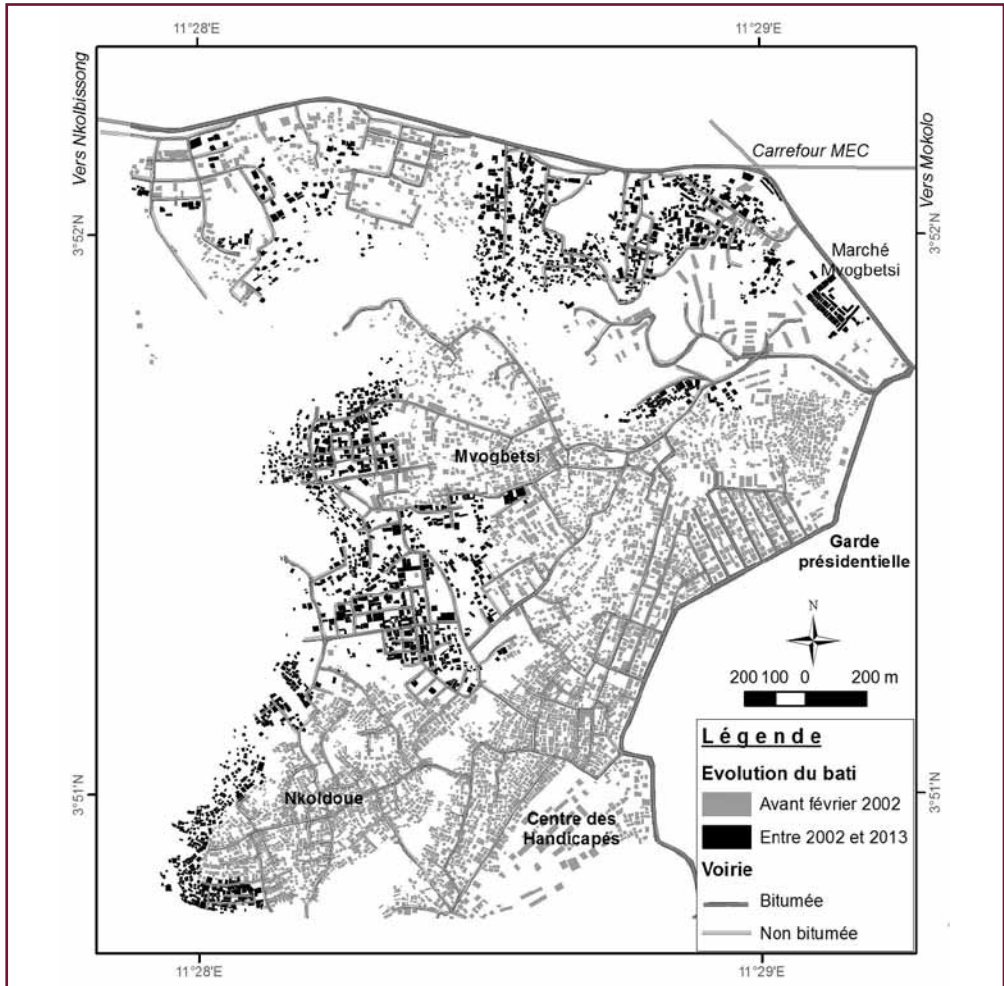 11°28'E
11°29'E
Vers Nkolbissong
Vers Mokolo
Carrefour MEC
3°52'N
3°52'N
Marché
Mvogbetsi
Mvogbetsi
Garde
présidentielle
N
200 100 0 200 m
Légende
Evolution du bati
Avant février 2002
Entre 2002 et 2013
Voirie
Bitumée
Non bitumée
Nkoldoue
Centre des
Handicapés
3°51'N
3°51'N
11°28'E
11°29'E